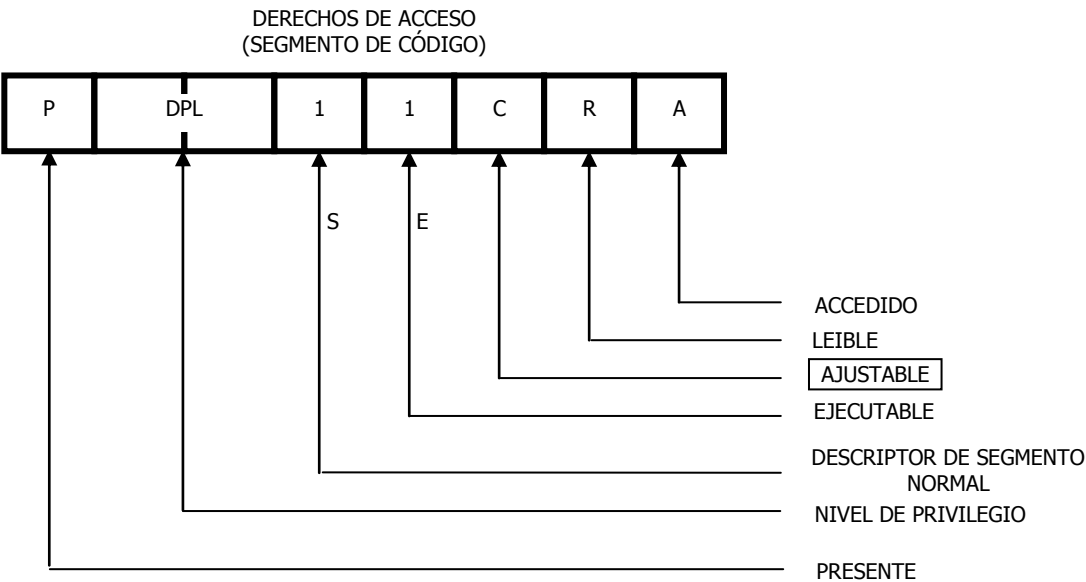 DERECHOS DE ACCESO
(SEGMENTO DE CÓDIGO)
P DPL 1 1 C R A
S E
ACCEDIDO
LEIBLE
AJUSTABLE
EJECUTABLE
DESCRIPTOR DE SEGMENTO
NORMAL
NIVEL DE PRIVILEGIO
PRESENTE